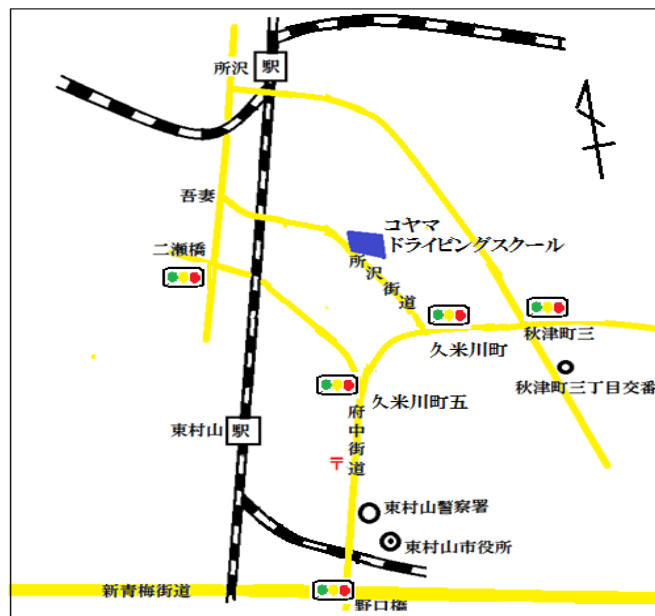 駅
所沢
吾妻
コヤマ
ドライビングスクール
二瀬橋
所沢街道
久米川町
秋津町三
秋津町三丁目交番
久米川町五
東村山
駅
府中街道
〒
東村山警察署
東村山市役所
新青梅街道
野口橋